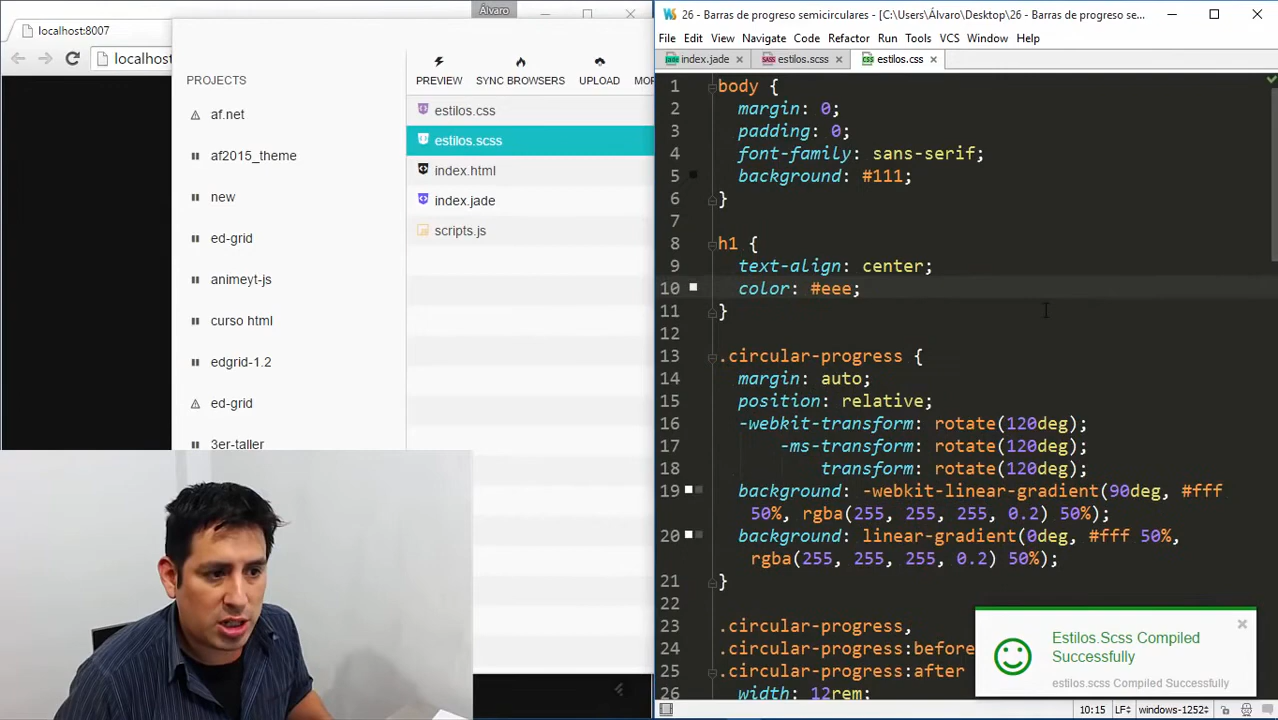 Álvaro
localhost:8007
localhost
PROJECTS
af.net
af2015_theme
new
ed-grid
animeyt-js
curso html
edgrid-1.2
ed-grid
3er-taller
PREVIEW
SYNC BROWSERS
UPLOAD
MOR
estilos.css
estilos.scss
index.html
index.jade
scripts.js
26 - Barras de progreso semicirculares - [C:\Users\Álvaro\Desktop\26 - Barras de progreso se...
File Edit View Navigate Code Refactor Run Tools VCS Window Help
index.jade
estilos.scss
estilos.css
1 body {
2 margin: 0;
3 padding: 0;
4 font-family: sans-serif;
5 background: #111;
6 }
7
8 h1 {
9 text-align: center;
10 color: #eee;
11 }
12
13 .circular-progress {
14 margin: auto;
15 position: relative;
16 -webkit-transform: rotate(120deg);
17 -ms-transform: rotate(120deg);
18 transform: rotate(120deg);
19 background: -webkit-linear-gradient(90deg, #fff
50%, rgba(255, 255, 255, 0.2) 50%);
20 background: linear-gradient(0deg, #fff 50%,
rgba(255, 255, 255, 0.2) 50%);
21 }
22
23 .circular-progress,
24 .circular-progress:before
25 .circular-progress:after
26 width: 12rem;
Estilos.Scss Compiled
Successfully
estilos.scss Compiled Successfully
10:15 LF÷ windows-1252÷